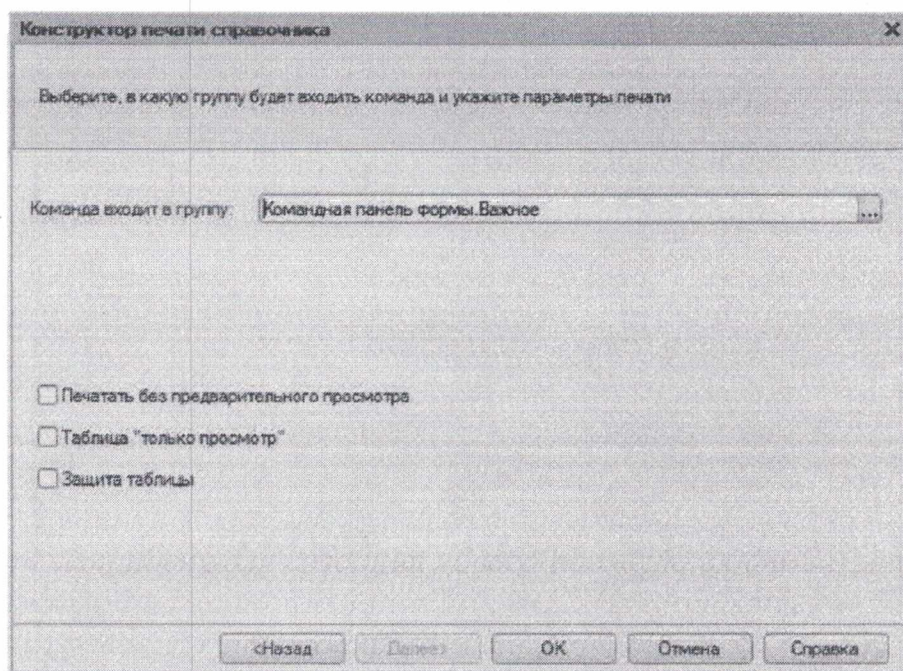 Конструктор печати справочника
Выберите, в какую группу будет входить команда и укажите параметры печати
Команда входит в группу: Командная панель формы.Важное ...
Печатать без предварительного просмотра
Таблица "только просмотр"
Защита таблицы
<Назад Далее> ОК Отмена Справка